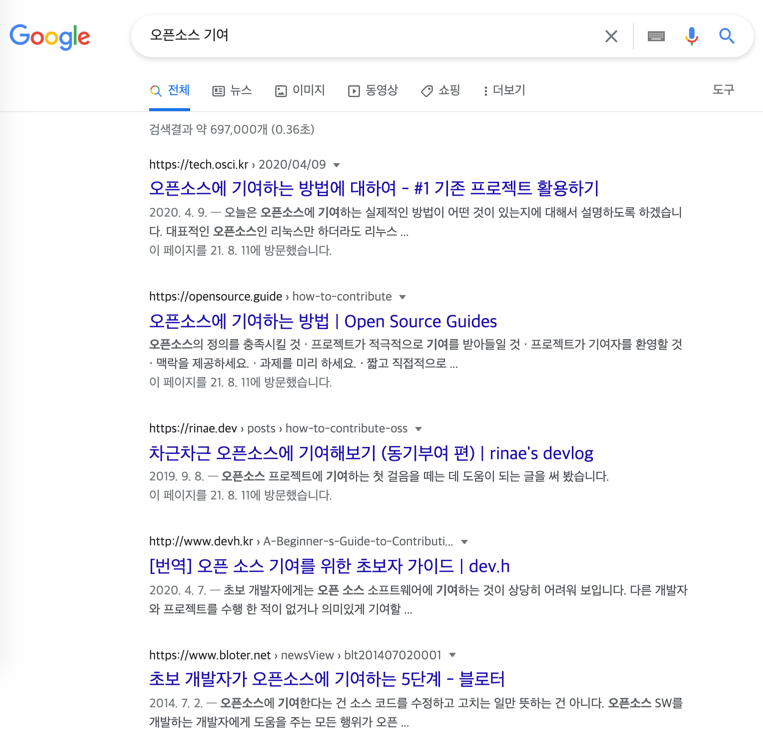 Google
오픈소스 기여
전체 뉴스 이미지 동영상 쇼핑 더보기 도구
검색결과 약 697,000개 (0.36초)
https://tech.osci.kr › 2020/04/09
오픈소스에 기여하는 방법에 대하여 - #1 기존 프로젝트 활용하기
2020. 4. 9. — 오늘은 오픈소스에 기여하는 실제적인 방법이 어떤 것이 있는지에 대해서 설명하도록 하겠습니
다. 대표적인 오픈소스인 리눅스만 하더라도 리누스 ...
이 페이지를 21. 8. 11에 방문했습니다.
https://opensource.guide › how-to-contribute
오픈소스에 기여하는 방법 | Open Source Guides
오픈소스의 정의를 충족시킬 것 · 프로젝트가 적극적으로 기여를 받아들일 것 · 프로젝트가 기여자를 환영할 것
· 맥락을 제공하세요. · 과제를 미리 하세요. · 짧고 직접적으로 ...
이 페이지를 21. 8. 11에 방문했습니다.
https://rinae.dev › posts › how-to-contribute-oss
차근차근 오픈소스에 기여해보기 (동기부여 편) | rinae's devlog
2019. 9. 8. — 오픈소스 프로젝트에 기여하는 첫 걸음을 떼는 데 도움이 되는 글을 써 봤습니다.
이 페이지를 21. 8. 11에 방문했습니다.
http://www.devh.kr › A-Beginner-s-Guide-to-Contributi...
[번역] 오픈 소스 기여를 위한 초보자 가이드 | dev.h
2020. 4. 7. — 초보 개발자에게는 오픈 소스 소프트웨어에 기여하는 것이 상당히 어려워 보입니다. 다른 개발자
와 프로젝트를 수행 한 적이 없거나 의미있게 기여할 ...
https://www.bloter.net › newsView › blt201407020001
초보 개발자가 오픈소스에 기여하는 5단계 - 블로터
2014. 7. 2. — 오픈소스에 기여한다는 건 소스 코드를 수정하고 고치는 일만 뜻하는 건 아니다. 오픈소스 SW를
개발하는 개발자에게 도움을 주는 모든 행위가 오픈 ...